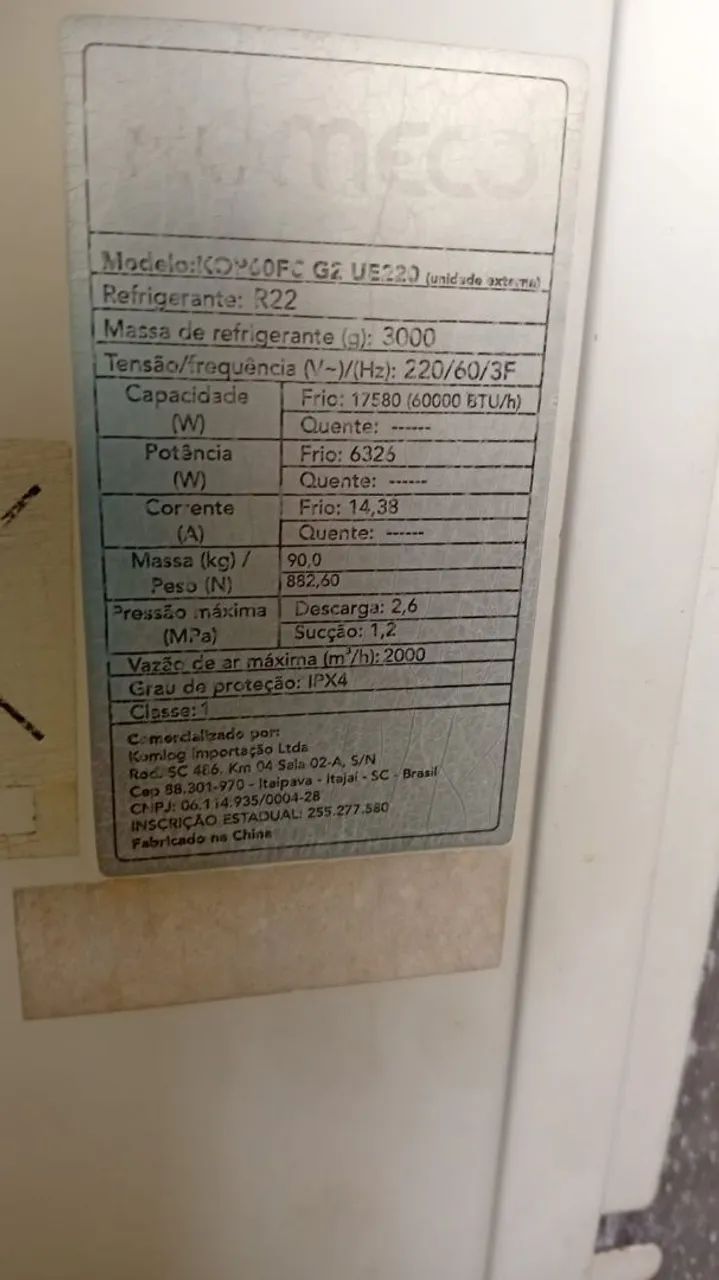 KOMECO
Modelo:KOP60FC G2 UE220 (unidade externa)
Refrigerante: R22
Massa de refrigerante (g): 3000
Tensão/frequência (V~)/(Hz): 220/60/3F
Capacidade (W)
Frio: 17580 (60000 BTU/h)
Quente: ------
Potência (W)
Frio: 6326
Quente: ------
Corrente (A)
Frio: 14,38
Quente: ------
Massa (kg) / Peso (N)
90,0
882,60
Pressão máxima (MPa)
Descarga: 2,6
Sucção: 1,2
Vazão de ar máxima (m³/h): 2000
Grau de proteção: IPX4
Classe: 1
Comercializado por:
Komlog Importação Ltda
Rod. SC 486, Km 04 Sala 02-A, S/N
Cep 88.301-970 - Itaipava - Itajaí - SC - Brasil
CNPJ: 06.114.935/0004-28
INSCRIÇÃO ESTADUAL: 255.277.580
Fabricado na China